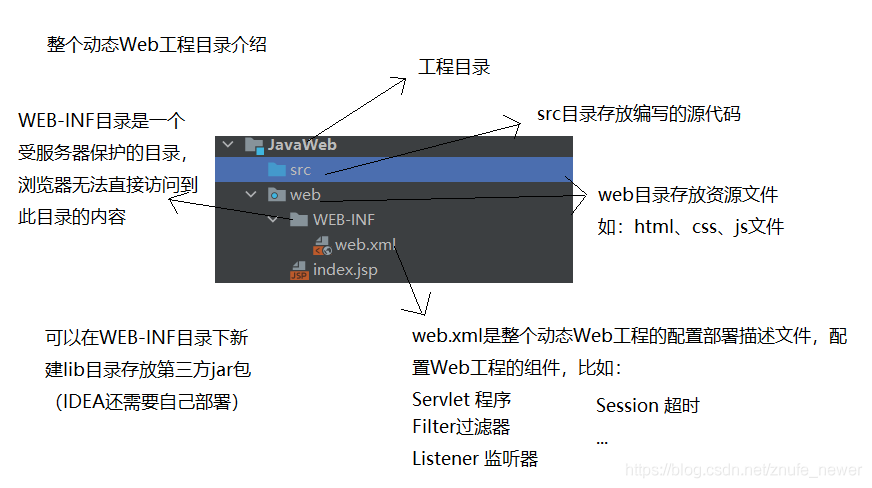 整个动态Web工程目录介绍
工程目录
src目录存放编写的源代码
WEB-INF目录是一个
受服务器保护的目录，
浏览器无法直接访问到
此目录的内容
JavaWeb
src
web
WEB-INF
web.xml
index.jsp
web目录存放资源文件
如：html、css、js文件
可以在WEB-INF目录下新
建lib目录存放第三方jar包
（IDEA还需要自己部署）
web.xml是整个动态Web工程的配置部署描述文件，配
置Web工程的组件，比如：
Servlet 程序
Filter过滤器
Listener 监听器
Session 超时
...
https://blog.csdn.net/znufe_newer